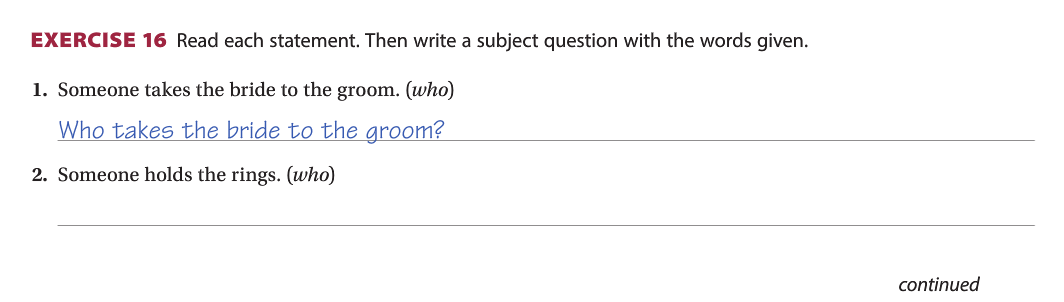 EXERCISE 16 Read each statement. Then write a subject question with the words given.
1. Someone takes the bride to the groom. (who)
Who takes the bride to the groom?
2. Someone holds the rings. (who)
continued